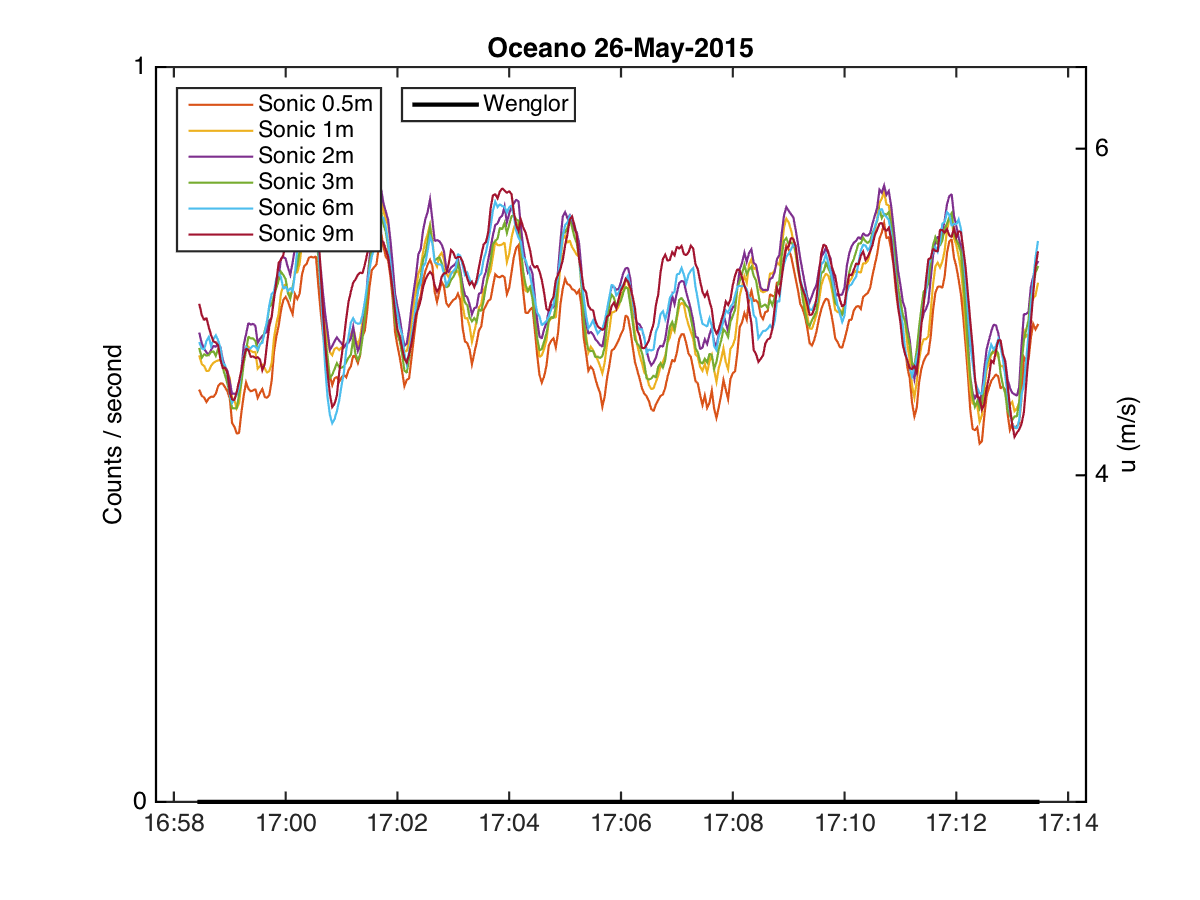 Oceano 26-May-2015
1
Sonic 0.5m
Sonic 1m
Sonic 2m
Sonic 3m
Sonic 6m
Sonic 9m
Wenglor
6
4
Counts / second
u (m/s)
0
16:58 17:00 17:02 17:04 17:06 17:08 17:10 17:12 17:14